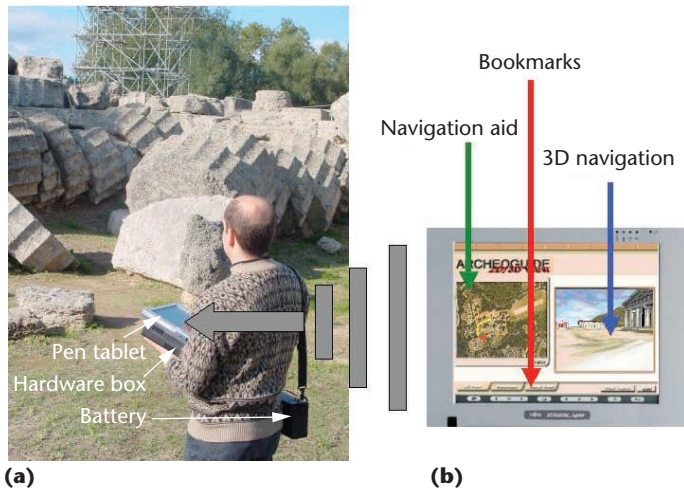 Bookmarks
Navigation aid
3D navigation
ARCHEOGUIDE
Pen tablet
Hardware box
Battery
(a)
(b)